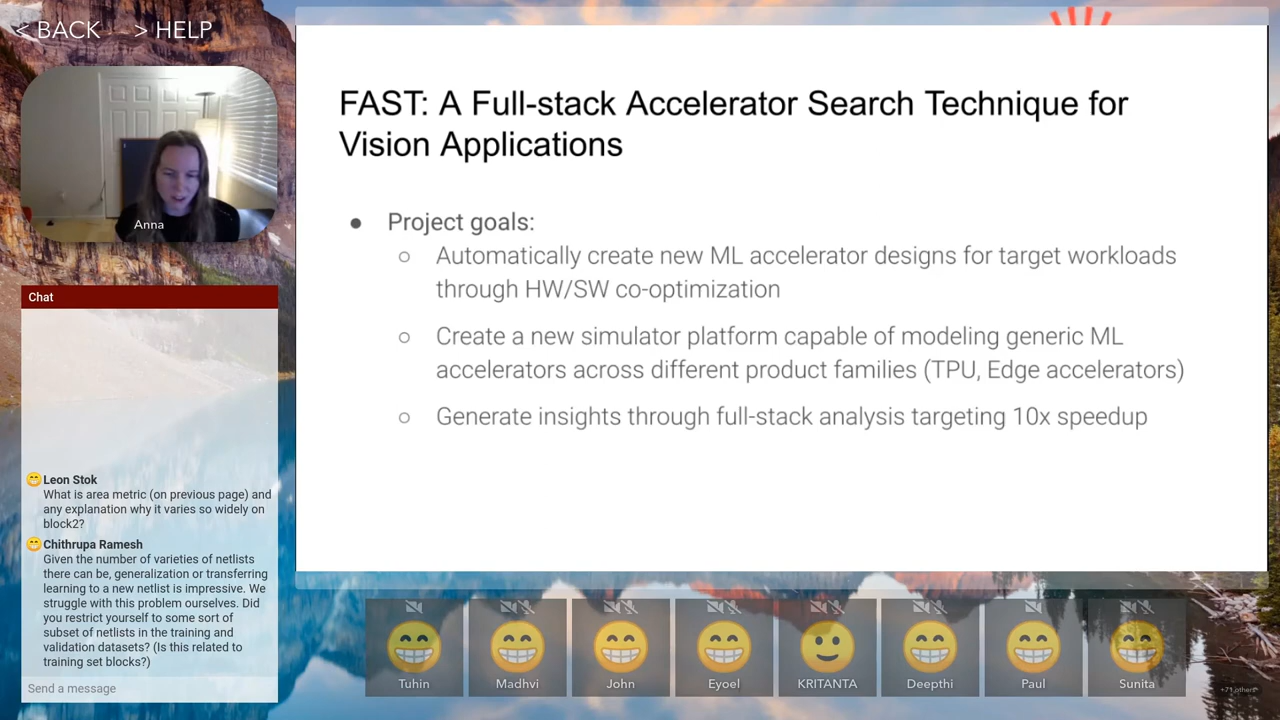 < BACK
> HELP
Anna
FAST: A Full-stack Accelerator Search Technique for
Vision Applications
● Project goals:
○ Automatically create new ML accelerator designs for target workloads
through HW/SW co-optimization
○ Create a new simulator platform capable of modeling generic ML
accelerators across different product families (TPU, Edge accelerators)
○ Generate insights through full-stack analysis targeting 10x speedup
Chat
Leon Stok
What is area metric (on previous page) and
any explanation why it varies so widely on
block2?
Chithrupa Ramesh
Given the number of varieties of netlists
there can be, generalization or transferring
learning to a new netlist is impressive. We
struggle with this problem ourselves. Did
you restrict yourself to some sort of
subset of netlists in the training and
validation datasets? (Is this related to
training set blocks?)
Send a message
Tuhin
Madhvi
John
Eyoel
KRITANTA
Deepthi
Paul
Sunita
+71 others